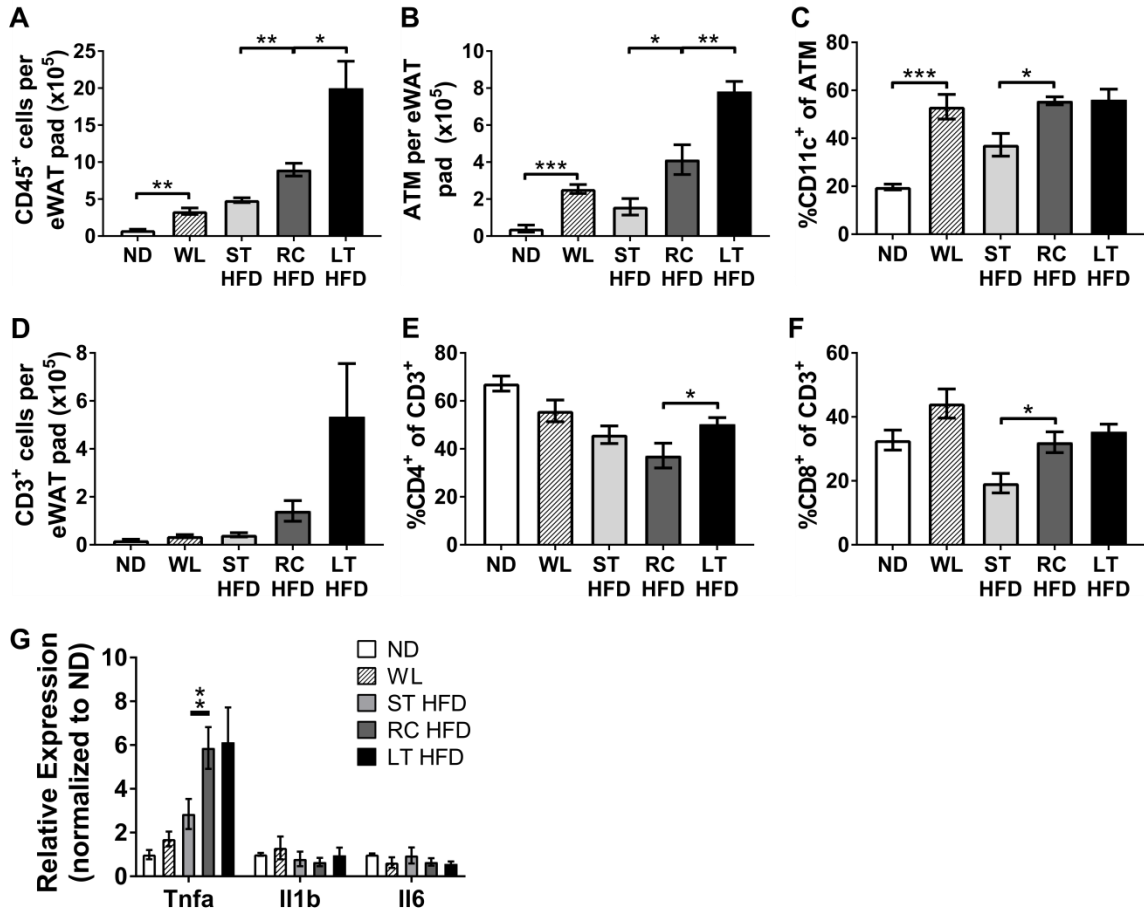 A
CD45+ cells per
eWAT pad (x10^5)
25
20
15
10
5
0
**
**
*
ND WL ST RC LT
HFD HFD HFD
B
ATM per eWAT
pad (x10^5)
10
8
6
4
2
0
***
*
**
ND WL ST RC LT
HFD HFD HFD
C
%CD11c+ of ATM
80
60
40
20
0
***
*
ND WL ST RC LT
HFD HFD HFD
D
CD3+ cells per
eWAT pad (x10^5)
8
6
4
2
0
ND WL ST RC LT
HFD HFD HFD
E
%CD4+ of CD3+
80
60
40
20
0
*
ND WL ST RC LT
HFD HFD HFD
F
%CD8+ of CD3+
60
40
20
0
*
ND WL ST RC LT
HFD HFD HFD
G
Relative Expression
(normalized to ND)
10
8
6
4
2
0
**
Tnfa Il1b Il6
ND
WL
ST HFD
RC HFD
LT HFD